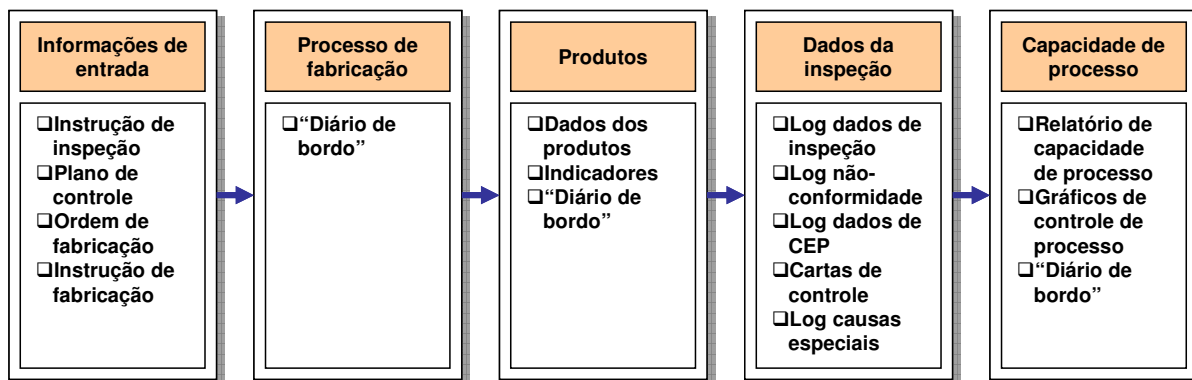 Informações de
entrada
❑Instrução de
inspeção
❑Plano de
controle
❑Ordem de
fabricação
❑Instrução de
fabricação
Processo de
fabricação
❑“Diário de
bordo”
Produtos
❑Dados dos
produtos
❑Indicadores
❑“Diário de
bordo”
Dados da
inspeção
❑Log dados de
inspeção
❑Log não-
conformidade
❑Log dados de
CEP
❑Cartas de
controle
❑Log causas
especiais
Capacidade de
processo
❑Relatório de
capacidade
de processo
❑Gráficos de
controle de
processo
❑“Diário de
bordo”